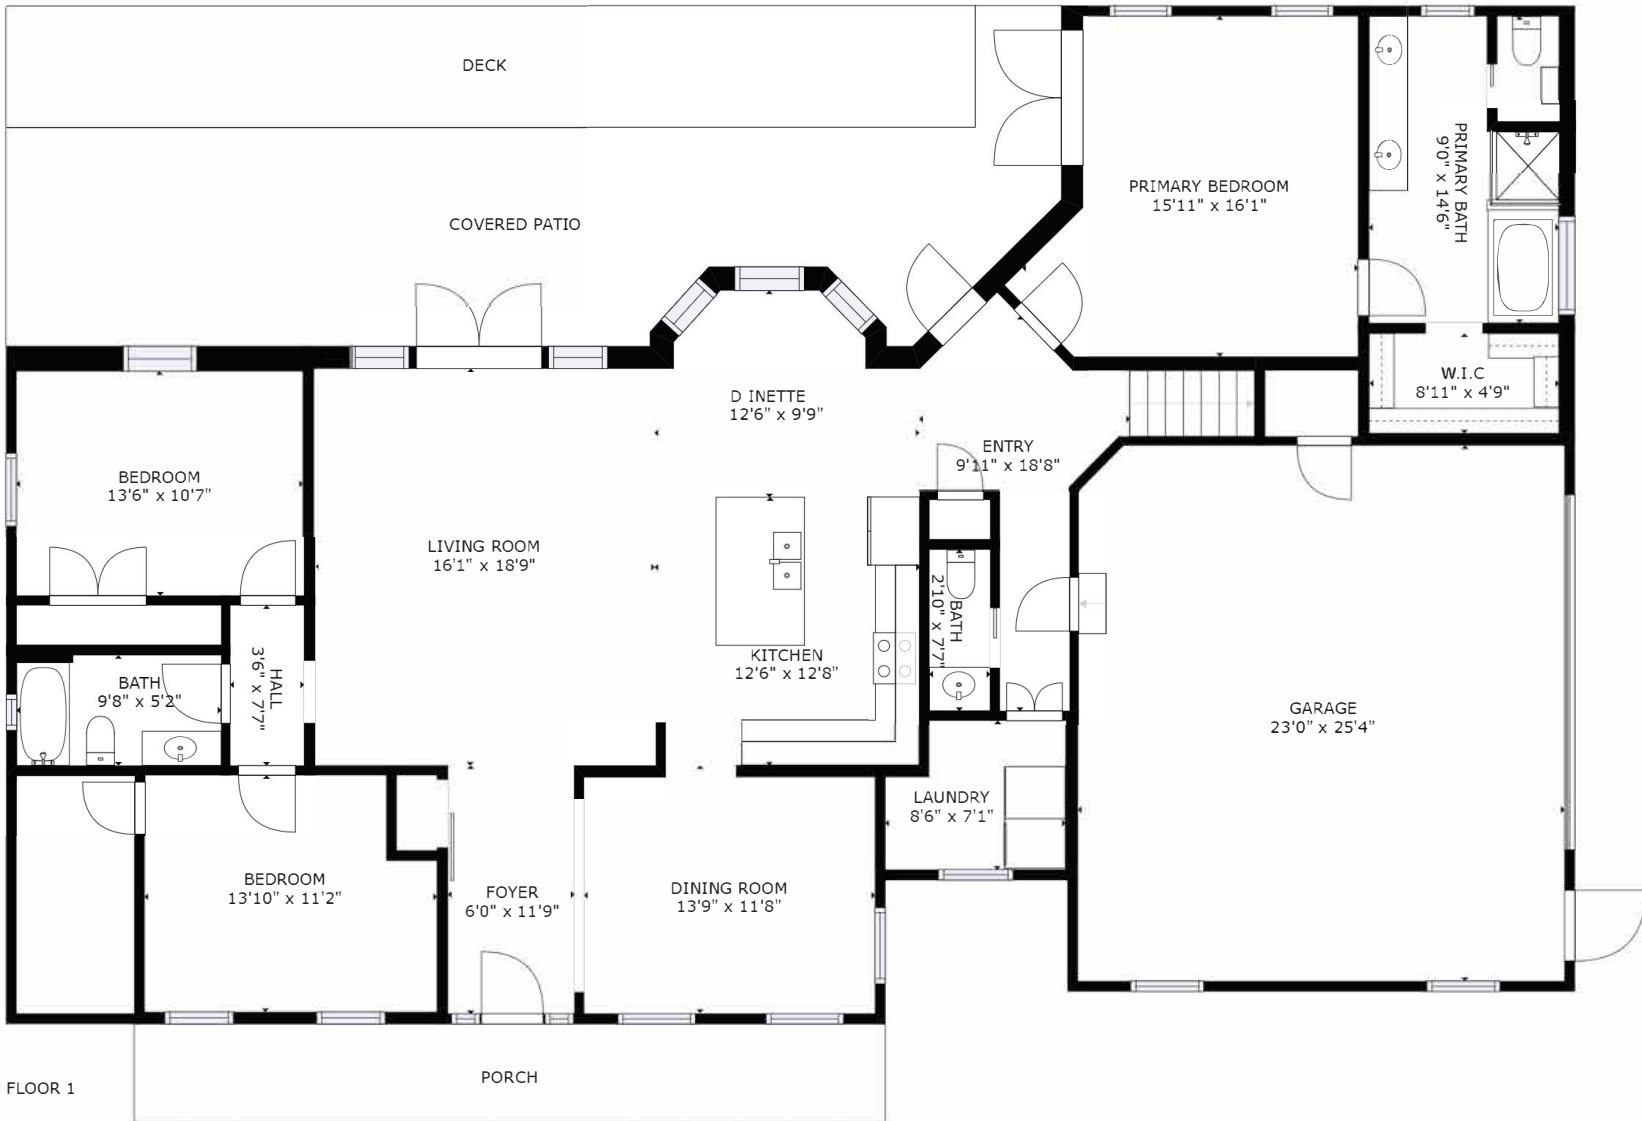 DECK
COVERED PATIO
PRIMARY BEDROOM
15'11" x 16'1"
PRIMARY BATH
9'0" x 14'6"
W.I.C
8'11" x 4'9"
D INETTE
12'6" x 9'9"
ENTRY
9'11" x 18'8"
BEDROOM
13'6" x 10'7"
LIVING ROOM
16'1" x 18'9"
KITCHEN
12'6" x 12'8"
BATH
2'10" x 7'7"
HALL
3'6" x 7'7"
BATH
9'8" x 5'2"
GARAGE
23'0" x 25'4"
LAUNDRY
8'6" x 7'1"
BEDROOM
13'10" x 11'2"
FOYER
6'0" x 11'9"
DINING ROOM
13'9" x 11'8"
PORCH
FLOOR 1